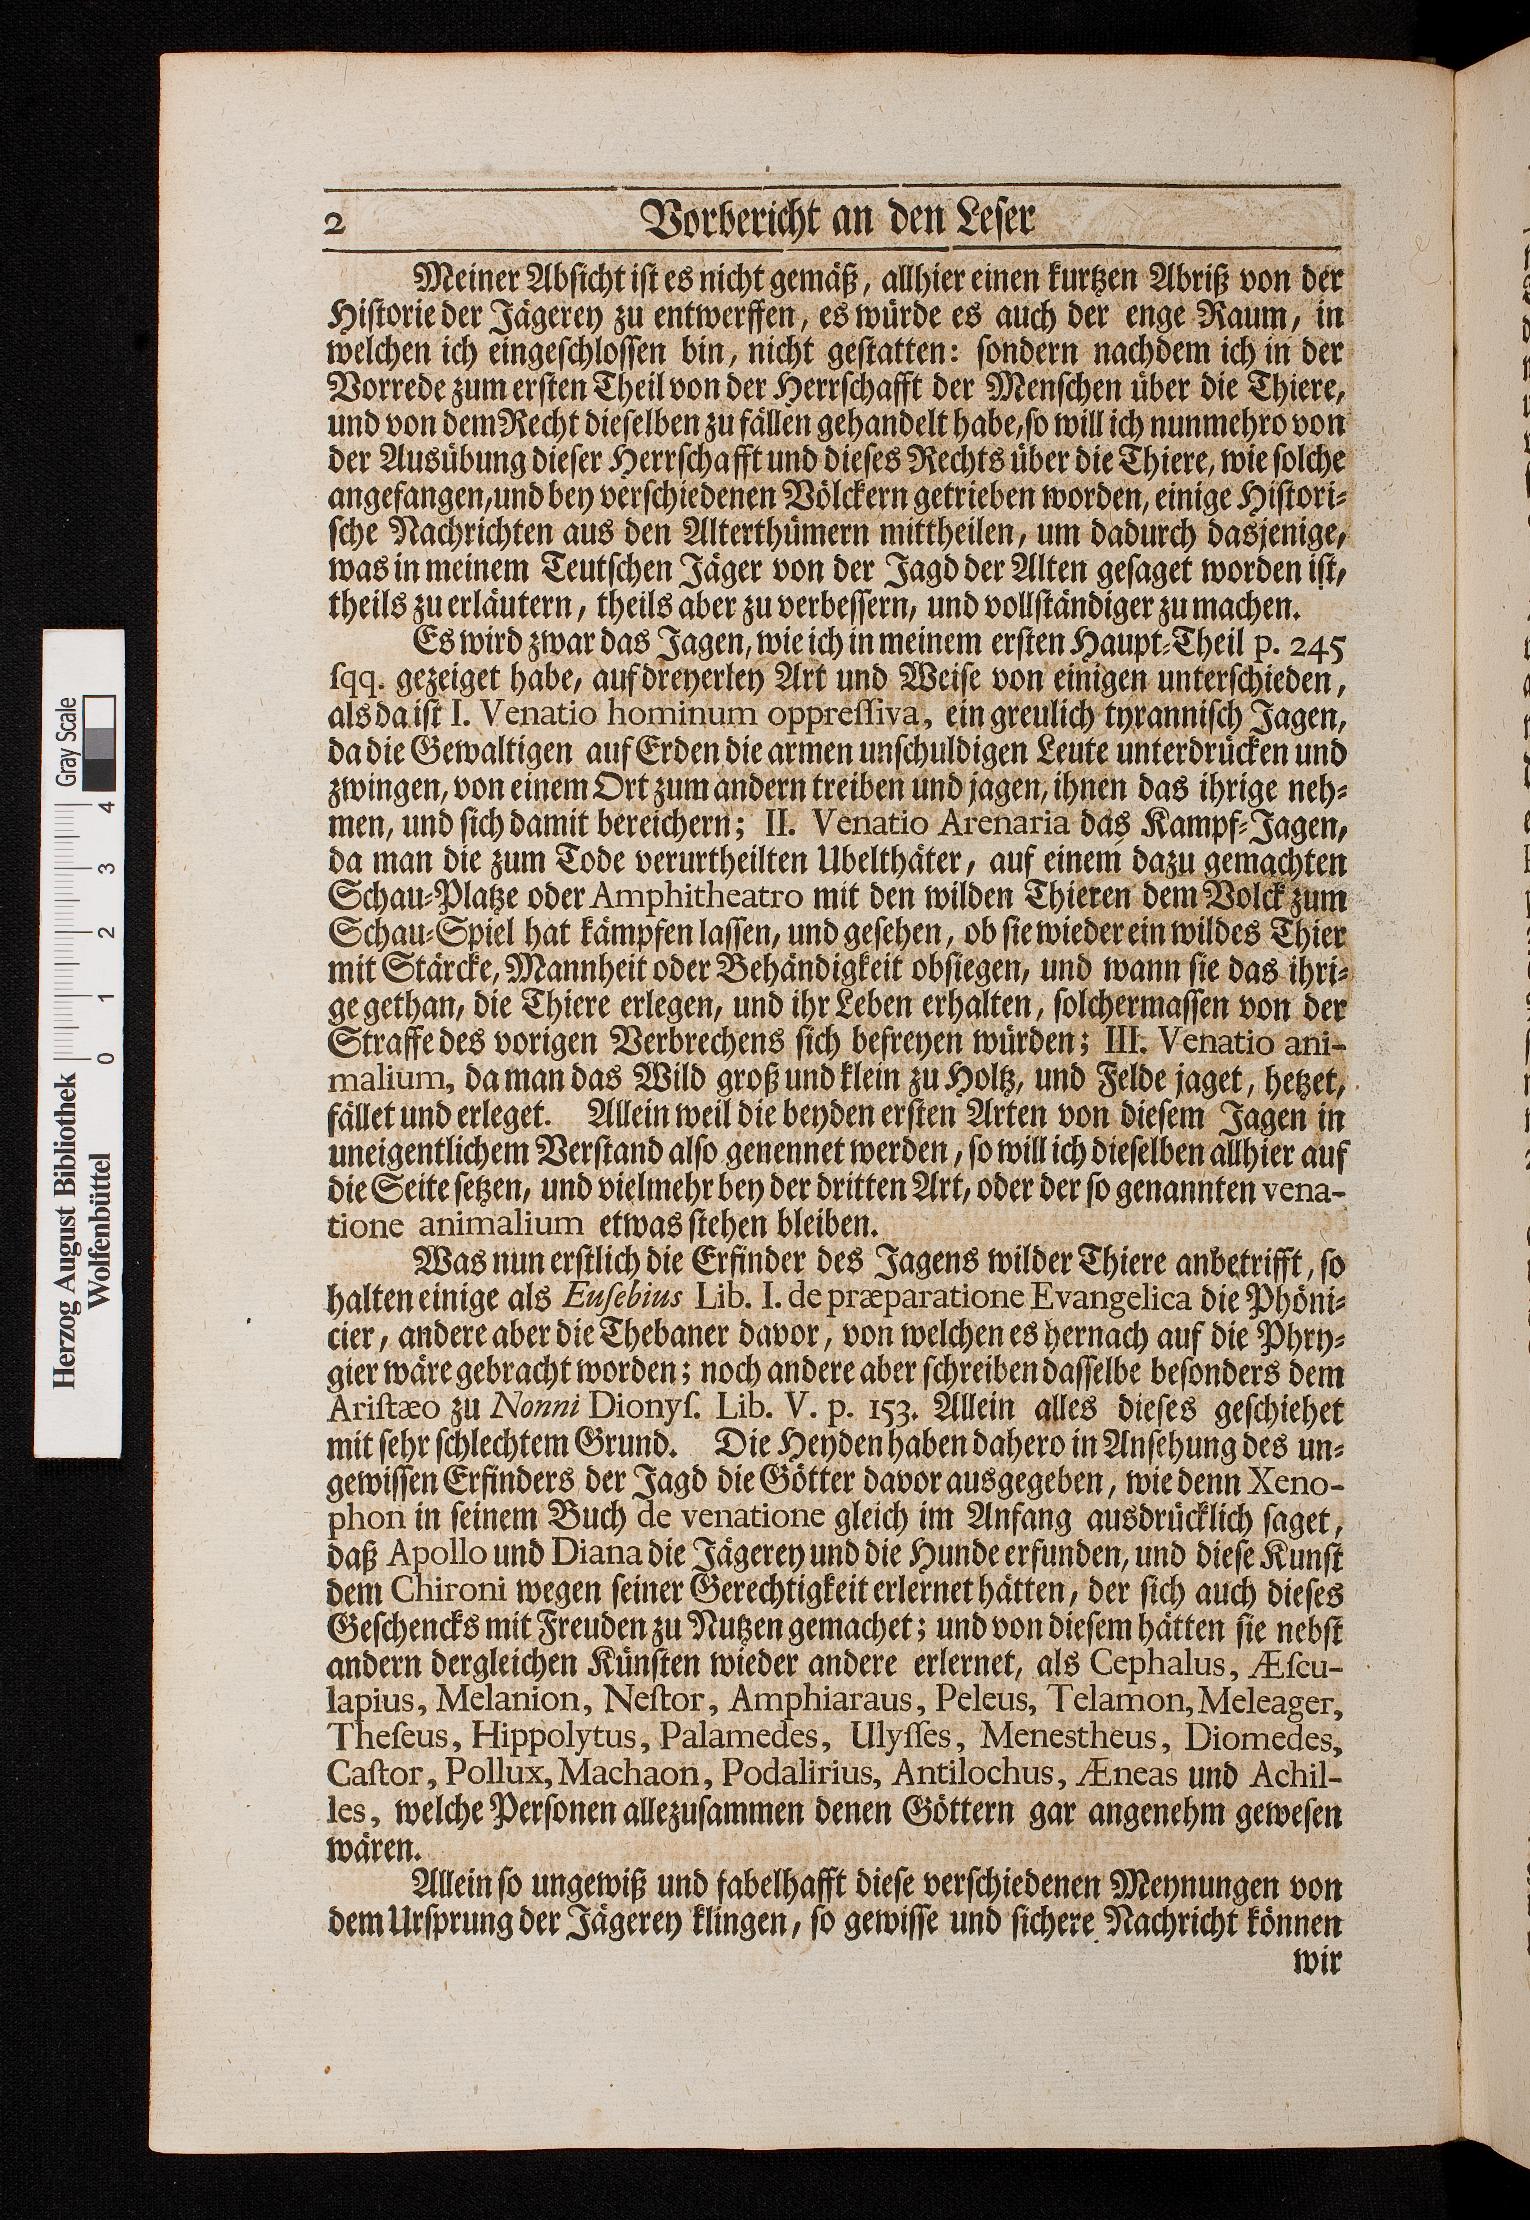 2 Vorbericht an den Leser
Meiner Abſicht iſt es nicht gemäß, allhier einen kurtzen Abriß von der
Hiſtorie der Jägerey zu entwerffen, es würde es auch der enge Raum, in
welchen ich eingeſchloſſen bin, nicht geſtatten: ſondern nachdem ich in der
Vorrede zum erſten Theil von der Herrſchafft der Menſchen über die Thiere,
und von dem Recht dieſelben zu fällen gehandelt habe, ſo will ich nunmehro von
der Ausübung dieſer Herrſchafft und dieſes Rechts über die Thiere, wie ſolche
angefangen, und bey verſchiedenen Völckern getrieben worden, einige Hiſtori⸗
ſche Nachrichten aus den Alterthümern mittheilen, um dadurch dasjenige,
was in meinem Teutſchen Jäger von der Jagd der Alten geſaget worden iſt,
theils zu erläutern, theils aber zu verbeſſern, und vollſtändiger zu machen.
Es wird zwar das Jagen, wie ich in meinem erſten Haupt⸗Theil p. 245
ſqq. gezeiget habe, auf dreyerley Art und Weiſe von einigen unterſchieden,
als da iſt I. Venatio hominum oppreſſiva, ein greulich tyranniſch Jagen,
da die Gewaltigen auf Erden die armen unſchuldigen Leute unterdrücken und
zwingen, von einem Ort zum andern treiben und jagen, ihnen das ihrige neh⸗
men, und ſich damit bereichern; II. Venatio Arenaria das Kampf⸗Jagen,
da man die zum Tode verurtheilten Ubelthäter, auf einem dazu gemachten
Schau⸗Platze oder Amphitheatro mit den wilden Thieren dem Volck zum
Schau⸗Spiel hat kämpfen laſſen, und geſehen, ob ſie wieder ein wildes Thier
mit Stärcke, Mannheit oder Behändigkeit obſiegen, und wann ſie das ihri⸗
ge gethan, die Thiere erlegen, und ihr Leben erhalten, ſolchermaſſen von der
Straffe des vorigen Verbrechens ſich befreyen würden; III. Venatio ani-
malium, da man das Wild groß und klein zu Holtz, und Felde jaget, hetzet,
fället und erleget. Allein weil die beyden erſten Arten von dieſem Jagen in
uneigentlichem Verſtand alſo genennet werden, ſo will ich dieſelben allhier auf
die Seite ſetzen, und vielmehr bey der dritten Art, oder der ſo genannten vena-
tione animalium etwas ſtehen bleiben.
Was nun erſtlich die Erfinder des Jagens wilder Thiere anbetrifft, ſo
halten einige als Euſebius Lib. I. de præparatione Evangelica die Phöni⸗
cier, andere aber die Thebaner davor, von welchen es hernach auf die Phry⸗
gier wäre gebracht worden; noch andere aber ſchreiben daſſelbe beſonders dem
Ariſtæo zu Nonni Dionyſ. Lib. V. p. 153. Allein alles dieſes geſchiehet
mit ſehr ſchlechtem Grund. Die Heyden haben dahero in Anſehung des un⸗
gewiſſen Erfinders der Jagd die Götter davor ausgegeben, wie denn Xeno-
phon in ſeinem Buch de venatione gleich im Anfang ausdrücklich ſaget,
daß Apollo und Diana die Jägerey und die Hunde erfunden, und dieſe Kunſt
dem Chironi wegen ſeiner Gerechtigkeit erlernet hätten, der ſich auch dieſes
Geſchencks mit Freuden zu Nutzen gemachet; und von dieſem hätten ſie nebſt
andern dergleichen Künſten wieder andere erlernet, als Cephalus, Æſcu-
lapius, Melanion, Neſtor, Amphiaraus, Peleus, Telamon, Meleager,
Theſeus, Hippolytus, Palamedes, Ulyſſes, Menestheus, Diomedes,
Caſtor, Pollux, Machaon, Podalirius, Antilochus, Æneas und Achil-
les, welche Perſonen allezuſammen denen Göttern gar angenehm geweſen
wären.
Allein ſo ungewiß und fabelhafft dieſe verſchiedenen Meynungen von
dem Urſprung der Jägerey klingen, ſo gewiſſe und ſichere Nachricht können
wir
Herzog August Bibliothek
Wolfenbüttel
0 1 2 3 4
Gray Scale